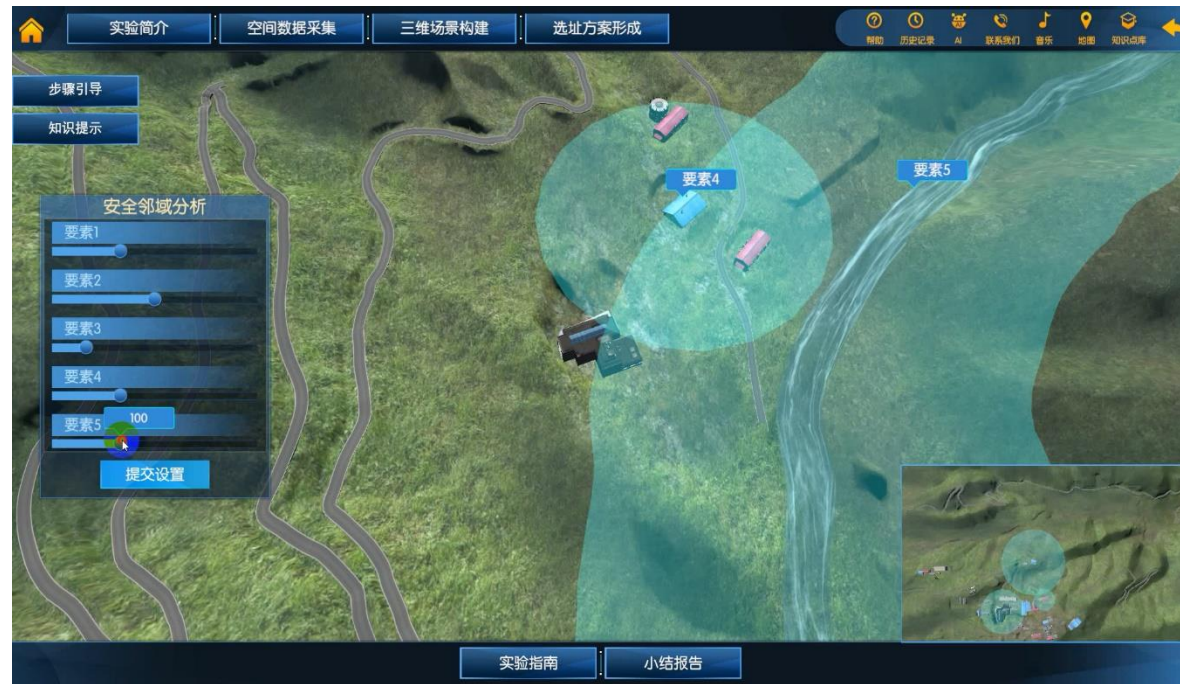 实验简介
空间数据采集
三维场景构建
选址方案形成
帮助
历史记录
AI
联系我们
音乐
地图
知识点库
步骤引导
知识提示
安全邻域分析
要素1
要素2
要素3
要素4
要素5
100
提交设置
要素4
要素5
实验指南
小结报告